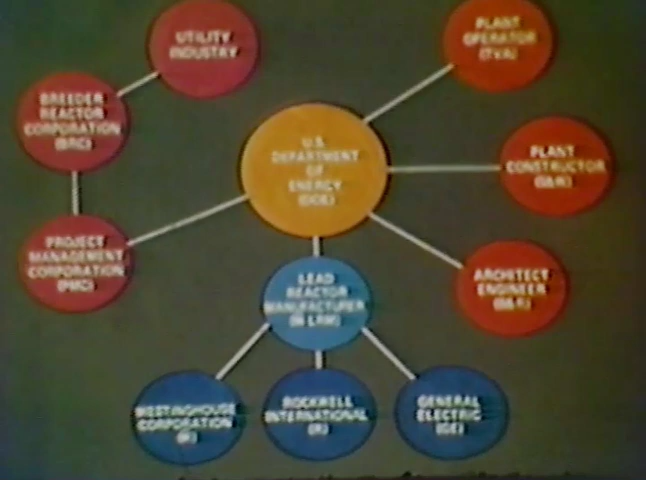 UTILITY
INDUSTRY
PLANT
OPERATOR
(TVA)
BREEDER
REACTOR
CORPORATION
(BRC)
U.S.
DEPARTMENT
OF
ENERGY
(DOE)
PLANT
CONSTRUCTOR
PROJECT
MANAGEMENT
CORPORATION
(PMC)
ARCHITECT
ENGINEER
LEAD
REACTOR
MANUFACTURER
WESTINGHOUSE
CORPORATION
ROCKWELL
INTERNATIONAL
GENERAL
ELECTRIC
(GE)